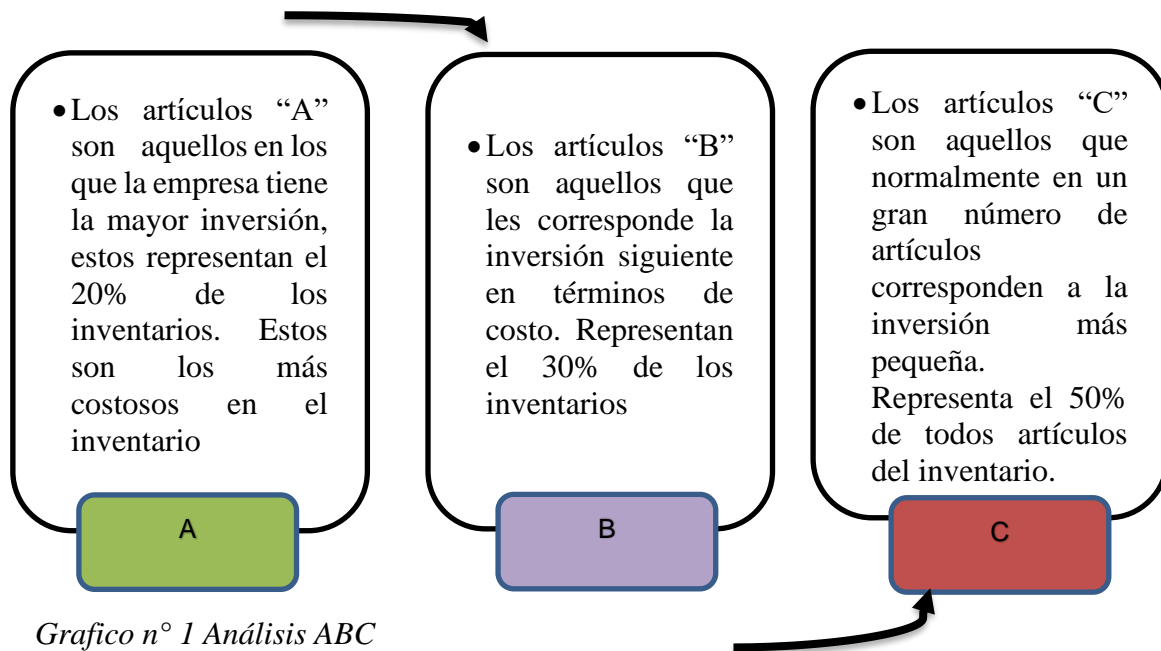 •Los artículos “A”
son aquellos en los
que la empresa tiene
la mayor inversión,
estos representan el
20% de los
inventarios. Estos
son los más
costosos en el
inventario
A
•Los artículos “B”
son aquellos que
les corresponde la
inversión siguiente
en términos de
costo. Representan
el 30% de los
inventarios
B
•Los artículos “C”
son aquellos que
normalmente en un
gran número de
artículos
corresponden a la
inversión más
pequeña.
Representa el 50%
de todos artículos
del inventario.
C
Grafico n° 1 Análisis ABC